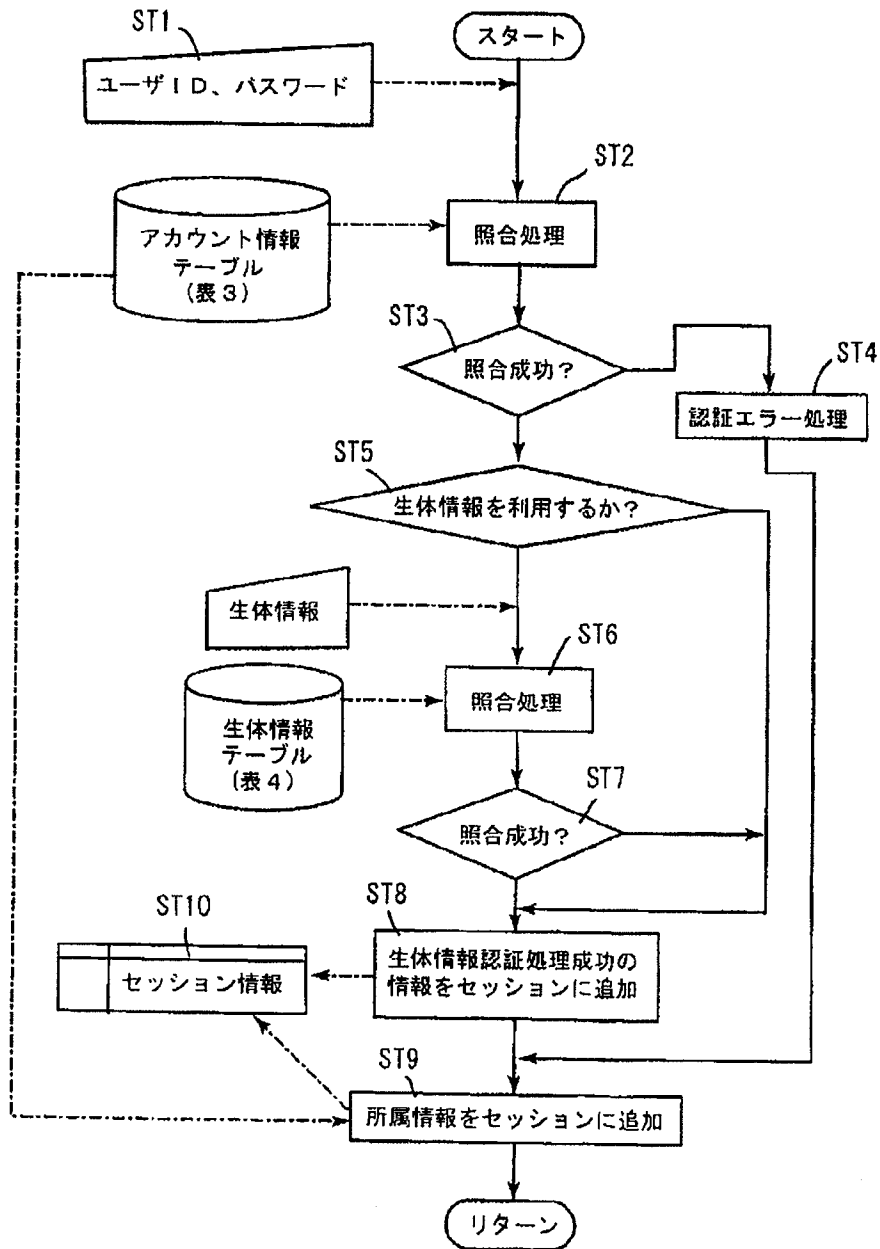 ST1
スタート
ユーザID、パスワード
ST2
アカウント情報
テーブル
(表3)
照合処理
ST3
照合成功?
ST4
認証エラー処理
ST5
生体情報を利用するか?
生体情報
ST6
照合処理
生体情報
テーブル
(表4)
ST7
照合成功?
ST8
ST10
生体情報認証処理成功の
情報をセッションに追加
セッション情報
ST9
所属情報をセッションに追加
リターン